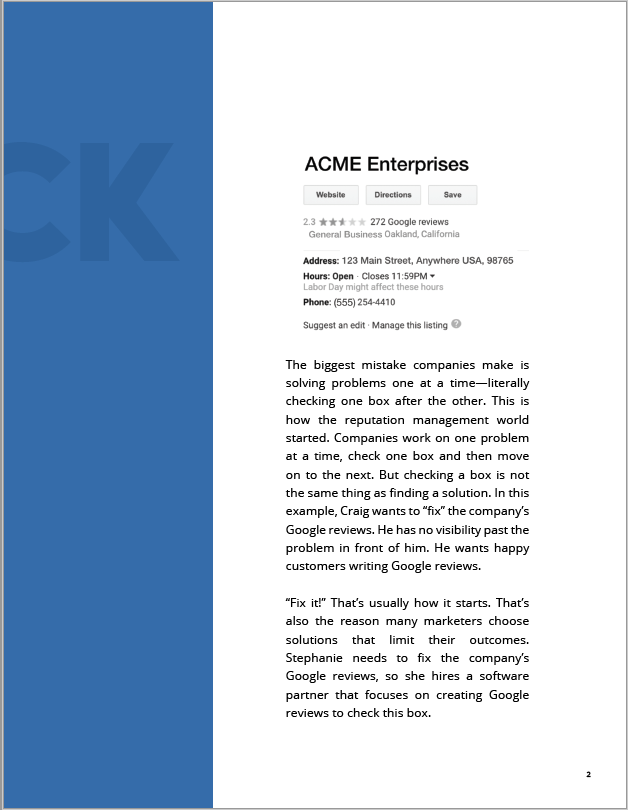 CK
ACME Enterprises
Website Directions Save
2.3 272 Google reviews
General Business Oakland, California
Address: 123 Main Street, Anywhere USA, 98765
Hours: Open · Closes 11:59PM
Labor Day might affect these hours
Phone: (555) 254-4410
Suggest an edit · Manage this listing ?
The biggest mistake companies make is
solving problems one at a time—literally
checking one box after the other. This is
how the reputation management world
started. Companies work on one problem
at a time, check one box and then move
on to the next. But checking a box is not
the same thing as finding a solution. In this
example, Craig wants to “fix” the company’s
Google reviews. He has no visibility past the
problem in front of him. He wants happy
customers writing Google reviews.
“Fix it!” That’s usually how it starts. That’s
also the reason many marketers choose
solutions that limit their outcomes.
Stephanie needs to fix the company’s
Google reviews, so she hires a software
partner that focuses on creating Google
reviews to check this box.
2